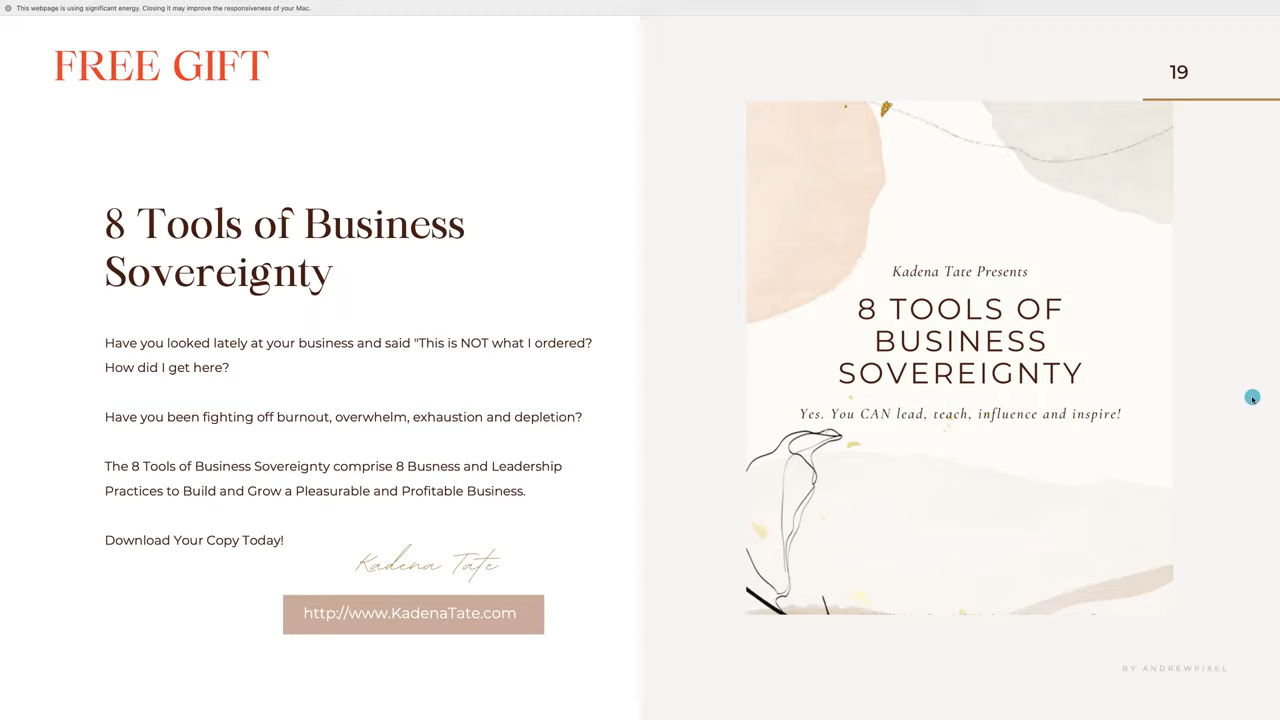 This webpage is using significant energy. Closing it may improve the responsiveness of your Mac.
FREE GIFT
8 Tools of Business
Sovereignty
Have you looked lately at your business and said "This is NOT what I ordered?
How did I get here?
Have you been fighting off burnout, overwhelm, exhaustion and depletion?
The 8 Tools of Business Sovereignty comprise 8 Busness and Leadership
Practices to Build and Grow a Pleasurable and Profitable Business.
Download Your Copy Today!
Kadena Tate
http://www.KadenaTate.com
19
Kadena Tate Presents
8 TOOLS OF
BUSINESS
SOVEREIGNTY
Yes. You CAN lead, teach, influence and inspire!
BY ANDREWPIXEL